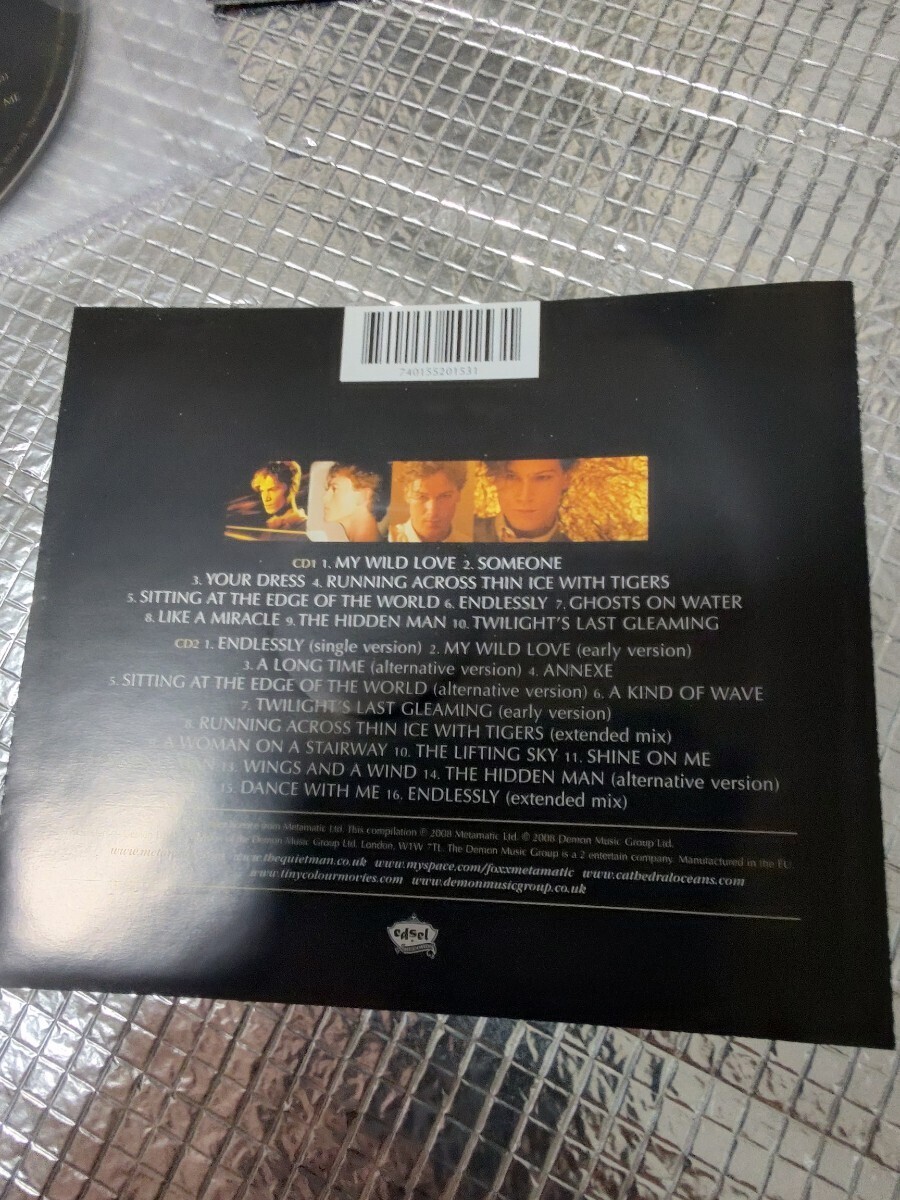 ME
740155201531
CD1 1. MY WILD LOVE 2. SOMEONE
3. YOUR DRESS 4. RUNNING ACROSS THIN ICE WITH TIGERS
5. SITTING AT THE EDGE OF THE WORLD 6. ENDLESSLY 7. GHOSTS ON WATER
8. LIKE A MIRACLE 9. THE HIDDEN MAN 10. TWILIGHT'S LAST GLEAMING
CD2 1. ENDLESSLY (single version) 2. MY WILD LOVE (early version)
3. A LONG TIME (alternative version) 4. ANNEXE
5. SITTING AT THE EDGE OF THE WORLD (alternative version) 6. A KIND OF WAVE
7. TWILIGHT'S LAST GLEAMING (early version)
8. RUNNING ACROSS THIN ICE WITH TIGERS (extended mix)
A WOMAN ON A STAIRWAY 10. THE LIFTING SKY 11. SHINE ON ME
13. WINGS AND A WIND 14. THE HIDDEN MAN (alternative version)
15. DANCE WITH ME 16. ENDLESSLY (extended mix)
from Metamatic Ltd. This compilation ℗ 2008 Metamatic Ltd. © 2008 Demon Music Group Ltd.
Demon Music Group Ltd. London, W1W 7TL. The Demon Music Group is a 2 entertain company. Manufactured in the EU.
www.thequietman.co.uk www.myspace.com/foxxmetamatic www.cathedraloceans.com
www.tinycolourmovies.com www.demonmusicgroup.co.uk
edsel